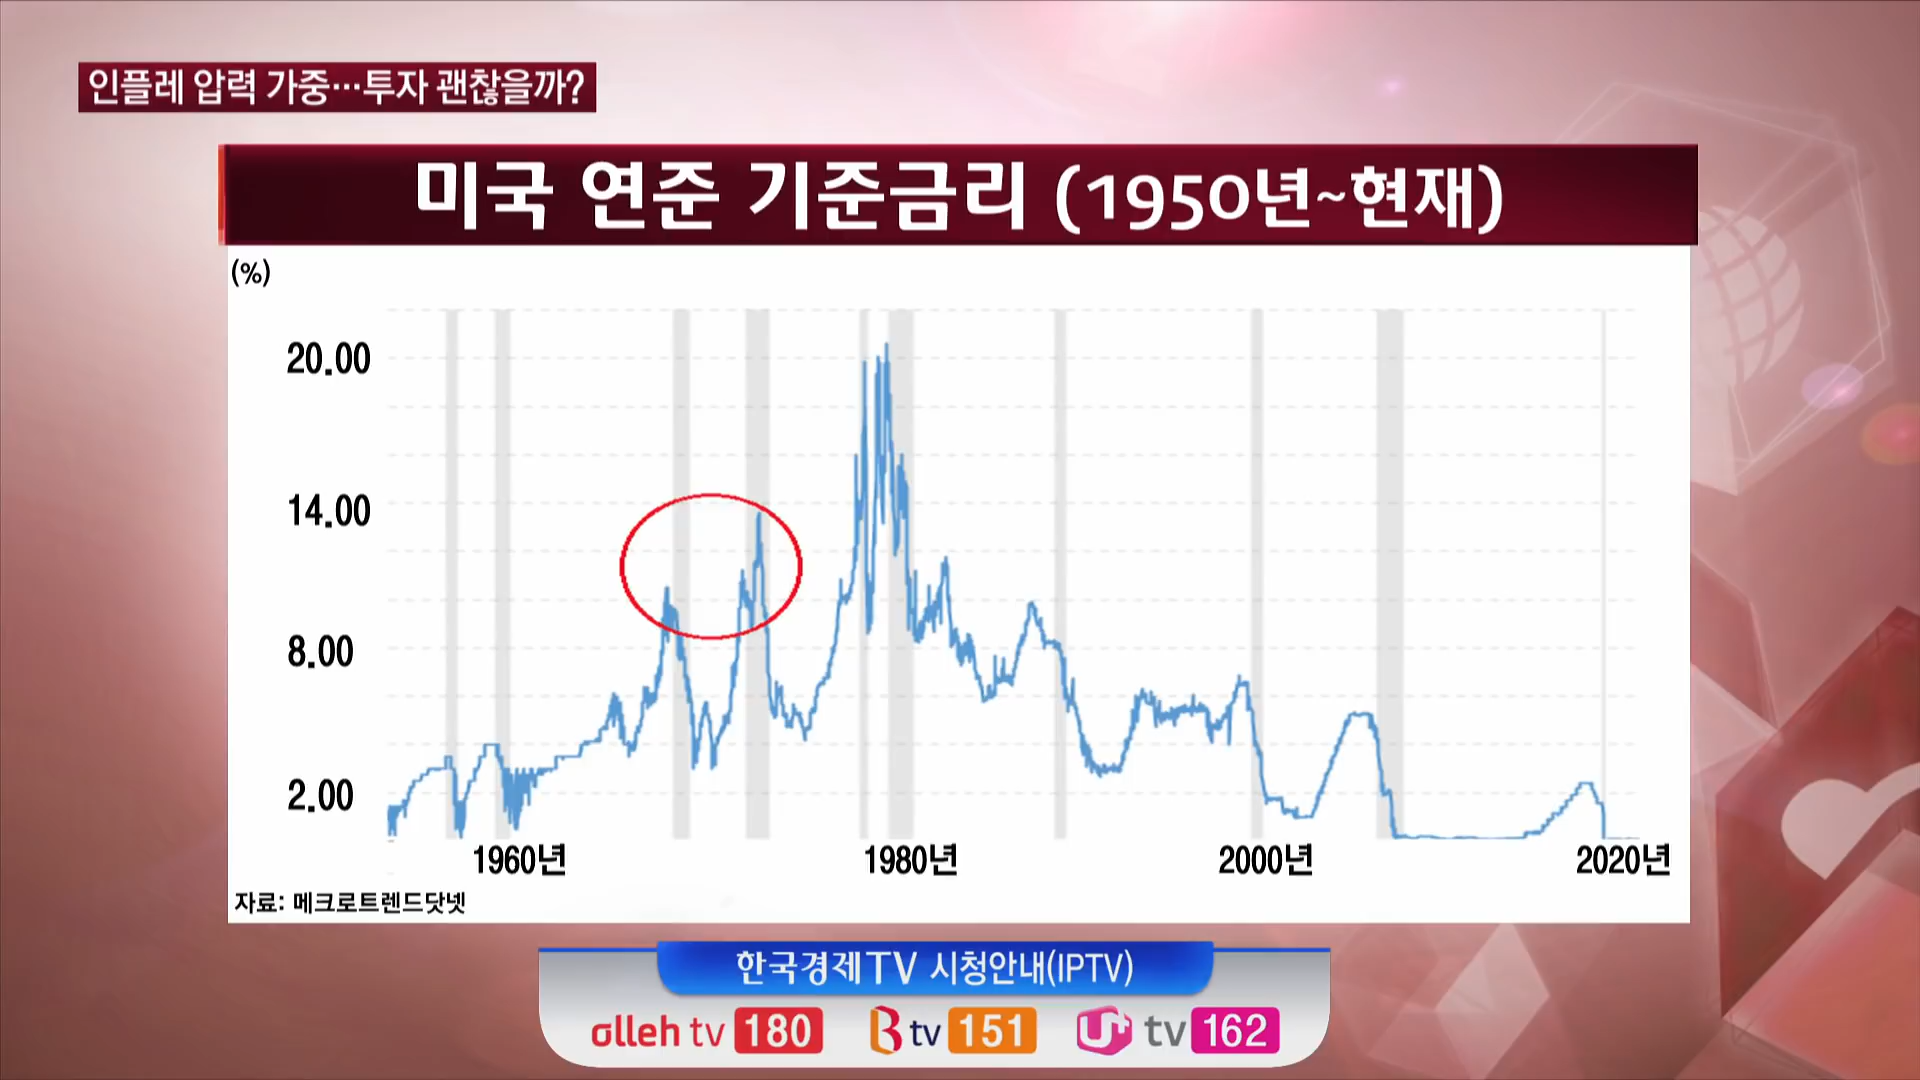 인플레 압력 가중…투자 괜찮을까?
미국 연준 기준금리 (1950년~현재)
(%)
20.00
14.00
8.00
2.00
1960년 1980년 2000년 2020년
자료: 메크로트렌드닷넷
한국경제TV 시청안내(IPTV)
olleh tv 180 B tv 151 U+ tv 162